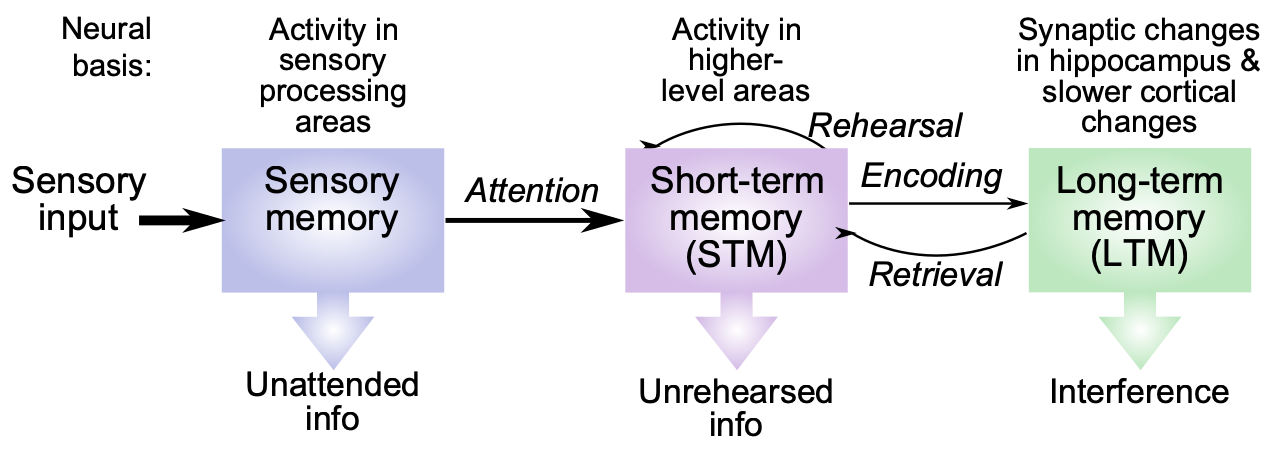 Neural
basis:
Activity in
sensory
processing
areas
Activity in
higher-
level areas
Synaptic changes
in hippocampus &
slower cortical
changes
Rehearsal
Sensory
input
Sensory
memory
Attention
Short-term
memory
(STM)
Encoding
Retrieval
Long-term
memory
(LTM)
Unattended
info
Unrehearsed
info
Interference